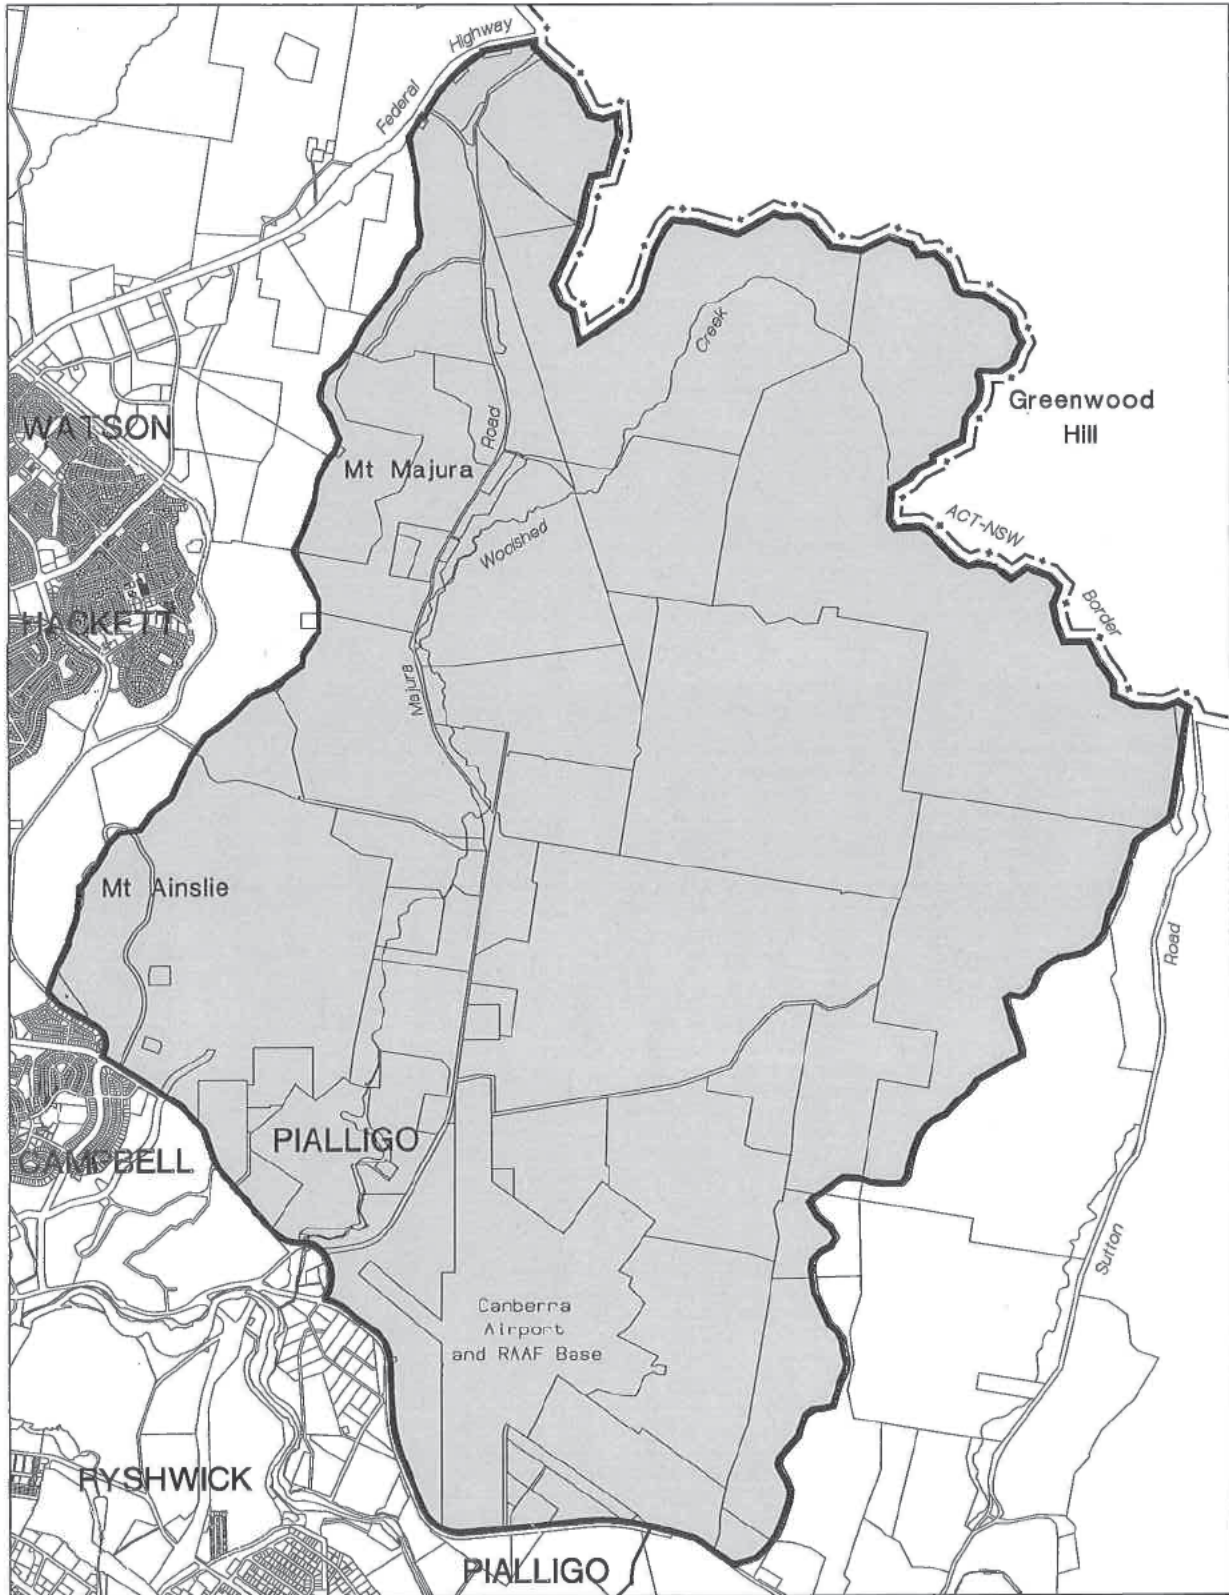 Federal Highway
WATSON
Greenwood
Hill
Mt Majura
Creek
Road
Woolshed
ACT-NSW
Border
HACKETT
Majura
Mt Ainslie
Road
PIALLIGO
CAMPBELL
Sutton
Canberra
Airport
and RAAF Base
FYSHWICK
PIALLIGO